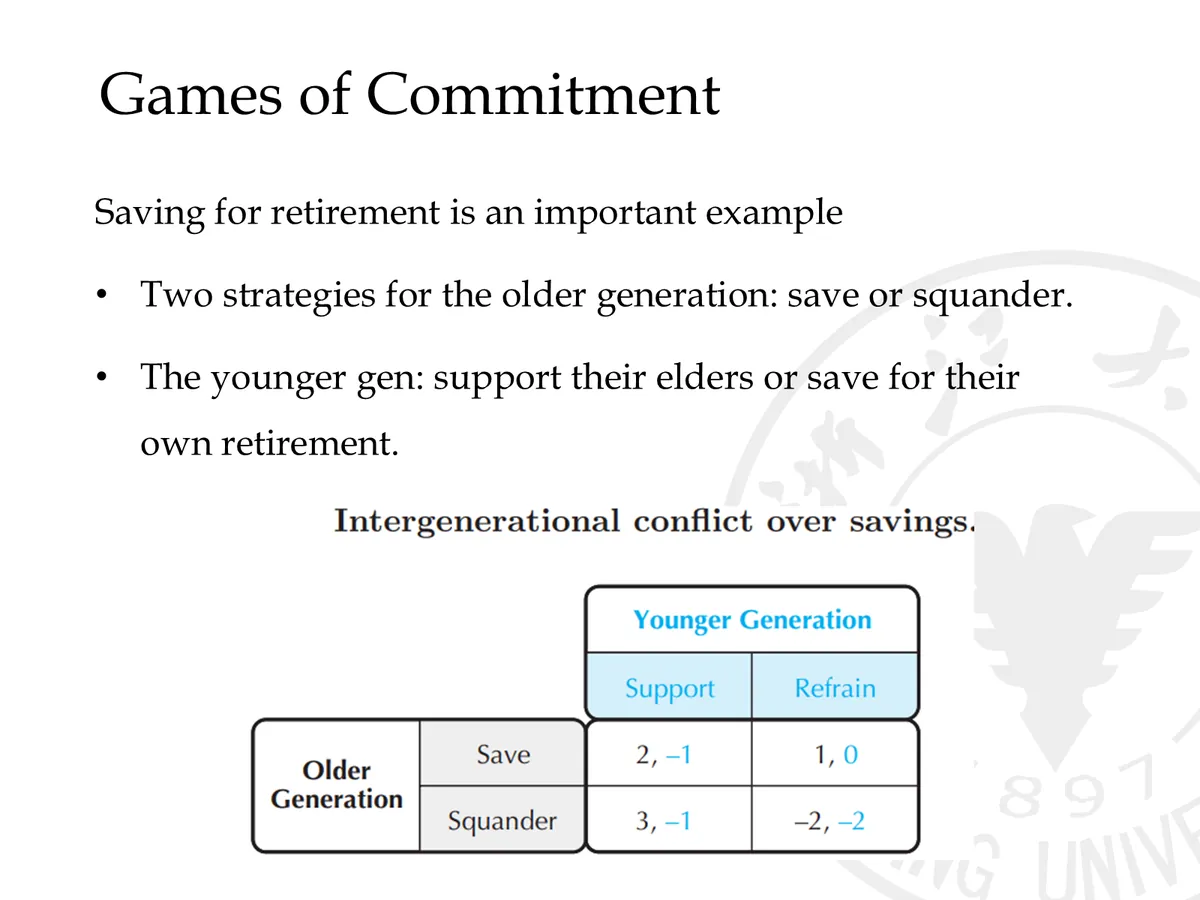 Games of Commitment
Saving for retirement is an important example
• Two strategies for the older generation: save or squander.
• The younger gen: support their elders or save for their
own retirement.
Intergenerational conflict over savings.
Younger Generation
Support Refrain
Older
Generation
Save 2, –1 1, 0
Squander 3, –1 –2, –2